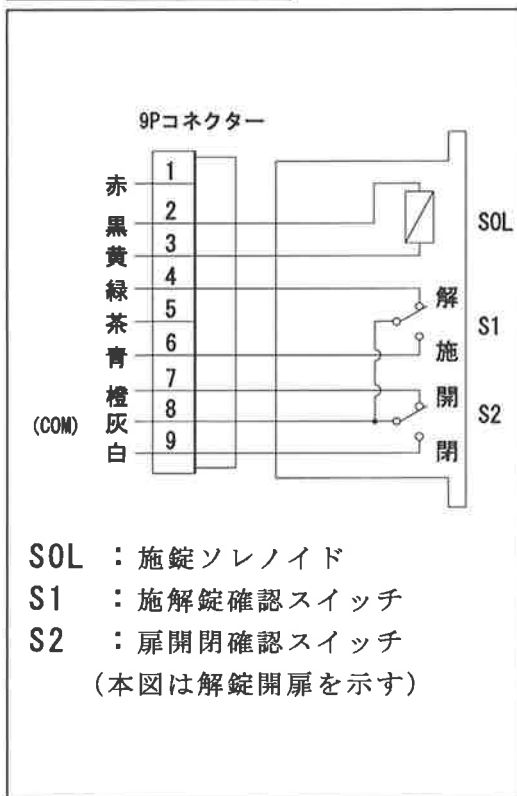 9Pコネクター
赤 1
黒 2
黄 3
緑 4
茶 5
青 6
橙 7
(COM) 灰 8
白 9
SOL
解
施
S1
開
閉
S2
SOL : 施錠ソレノイド
S1 : 施解錠確認スイッチ
S2 : 扉開閉確認スイッチ
(本図は解錠開扉を示す)